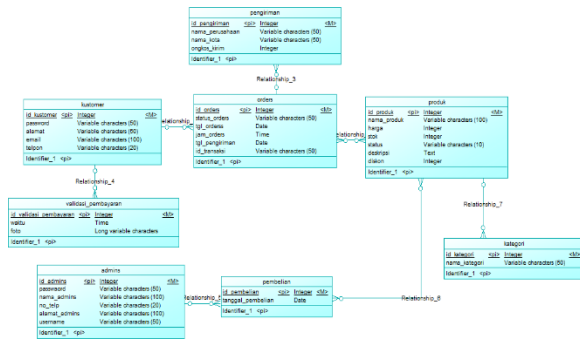 pengiriman
id_pengiriman <pi> Integer <M>
nama_perusahaan Variable characters (50)
nama_kota Variable characters (50)
ongkos_kirim Integer
Identifier_1 <pi>
Relationship_3
kustomer
id_kustomer <pi> Integer <M>
password Variable characters (50)
alamat Variable characters (60)
email Variable characters (100)
telpon Variable characters (20)
Identifier_1 <pi>
orders
id_orders <pi> Integer <M>
status_orders Variable characters (50)
tgl_orders Date
jam_orders Time
tgl_pengiriman Date
id_transaksi Variable characters (50)
Identifier_1 <pi>
produk
id_produk <pi> Integer <M>
nama_produk Variable characters (100)
harga Integer
stok Integer
status Variable characters (10)
deskripsi Text
diskon Integer
Identifier_1 <pi>
Relationship_4
validasi_pembayaran
id_validasi_pembayaran <pi> Integer <M>
waktu Time
foto Long variable characters
Identifier_1 <pi>
Relationship_7
kategori
id_kategori <pi> Integer <M>
nama_kategori Variable characters (50)
Identifier_1 <pi>
admins
id_admins <pi> Integer <M>
password Variable characters (50)
nama_admins Variable characters (100)
no_telp Variable characters (20)
alamat_admins Variable characters (100)
username Variable characters (50)
Identifier_1 <pi>
pembelian
id_pembelian <pi> Integer <M>
tanggal_pembelian Date
Identifier_1 <pi>